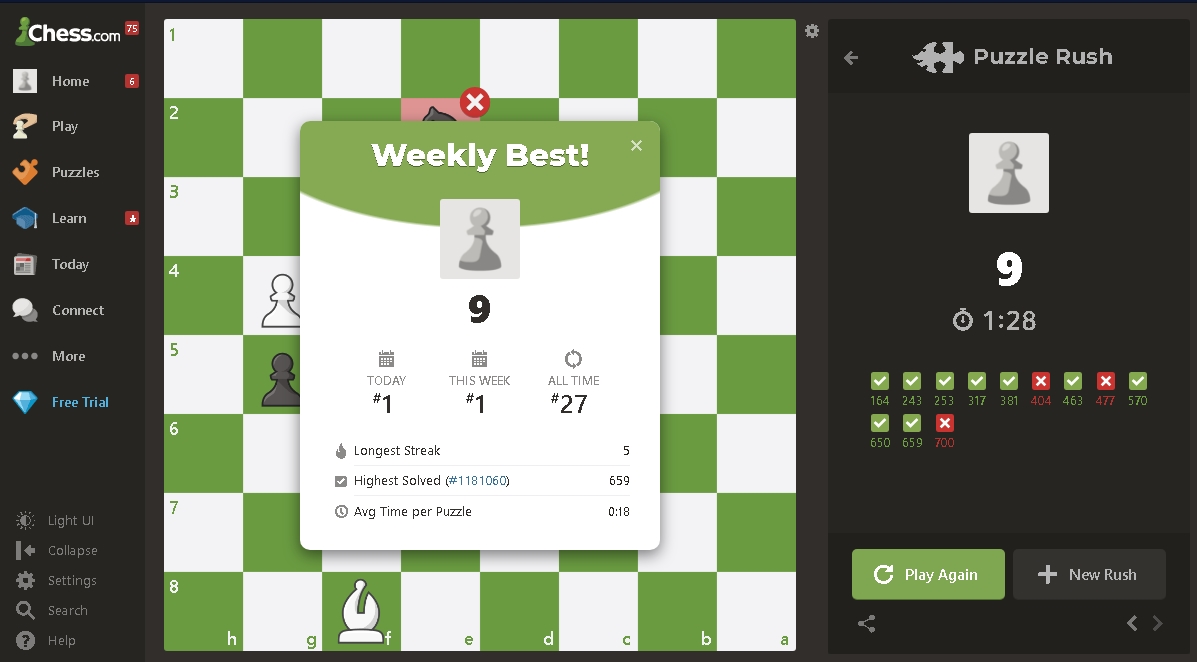 Chess.com
75
Home
6
Play
Puzzles
Learn
Today
Connect
More
Free Trial
Light UI
Collapse
Settings
Search
Help
1
2
3
4
5
6
7
8
h
g
f
e
d
c
b
a
Weekly Best!
9
TODAY
THIS WEEK
ALL TIME
#1
#1
#27
Longest Streak 5
Highest Solved (#1181060) 659
Avg Time per Puzzle 0:18
Puzzle Rush
9
1:28
164 243 253 317 381 404 463 477 570
650 659 700
Play Again
New Rush